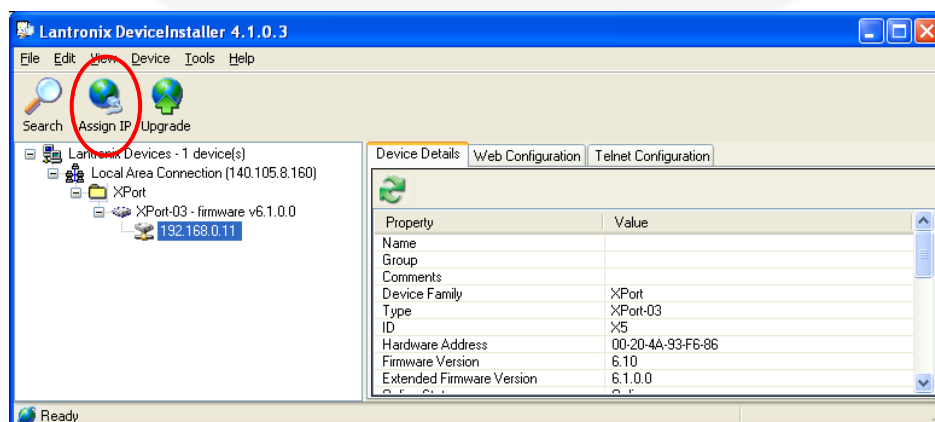 Lantronix DeviceInstaller 4.1.0.3
File Edit View Device Tools Help
Search Assign IP Upgrade
Lantronix Devices - 1 device(s)
Local Area Connection (140.105.8.160)
XPort
XPort-03 - firmware v6.1.0.0
192.168.0.11
Device Details Web Configuration Telnet Configuration
Property Value
Name
Group
Comments
Device Family XPort
Type XPort-03
ID X5
Hardware Address 00-20-4A-93-F6-86
Firmware Version 6.10
Extended Firmware Version 6.1.0.0
Ready